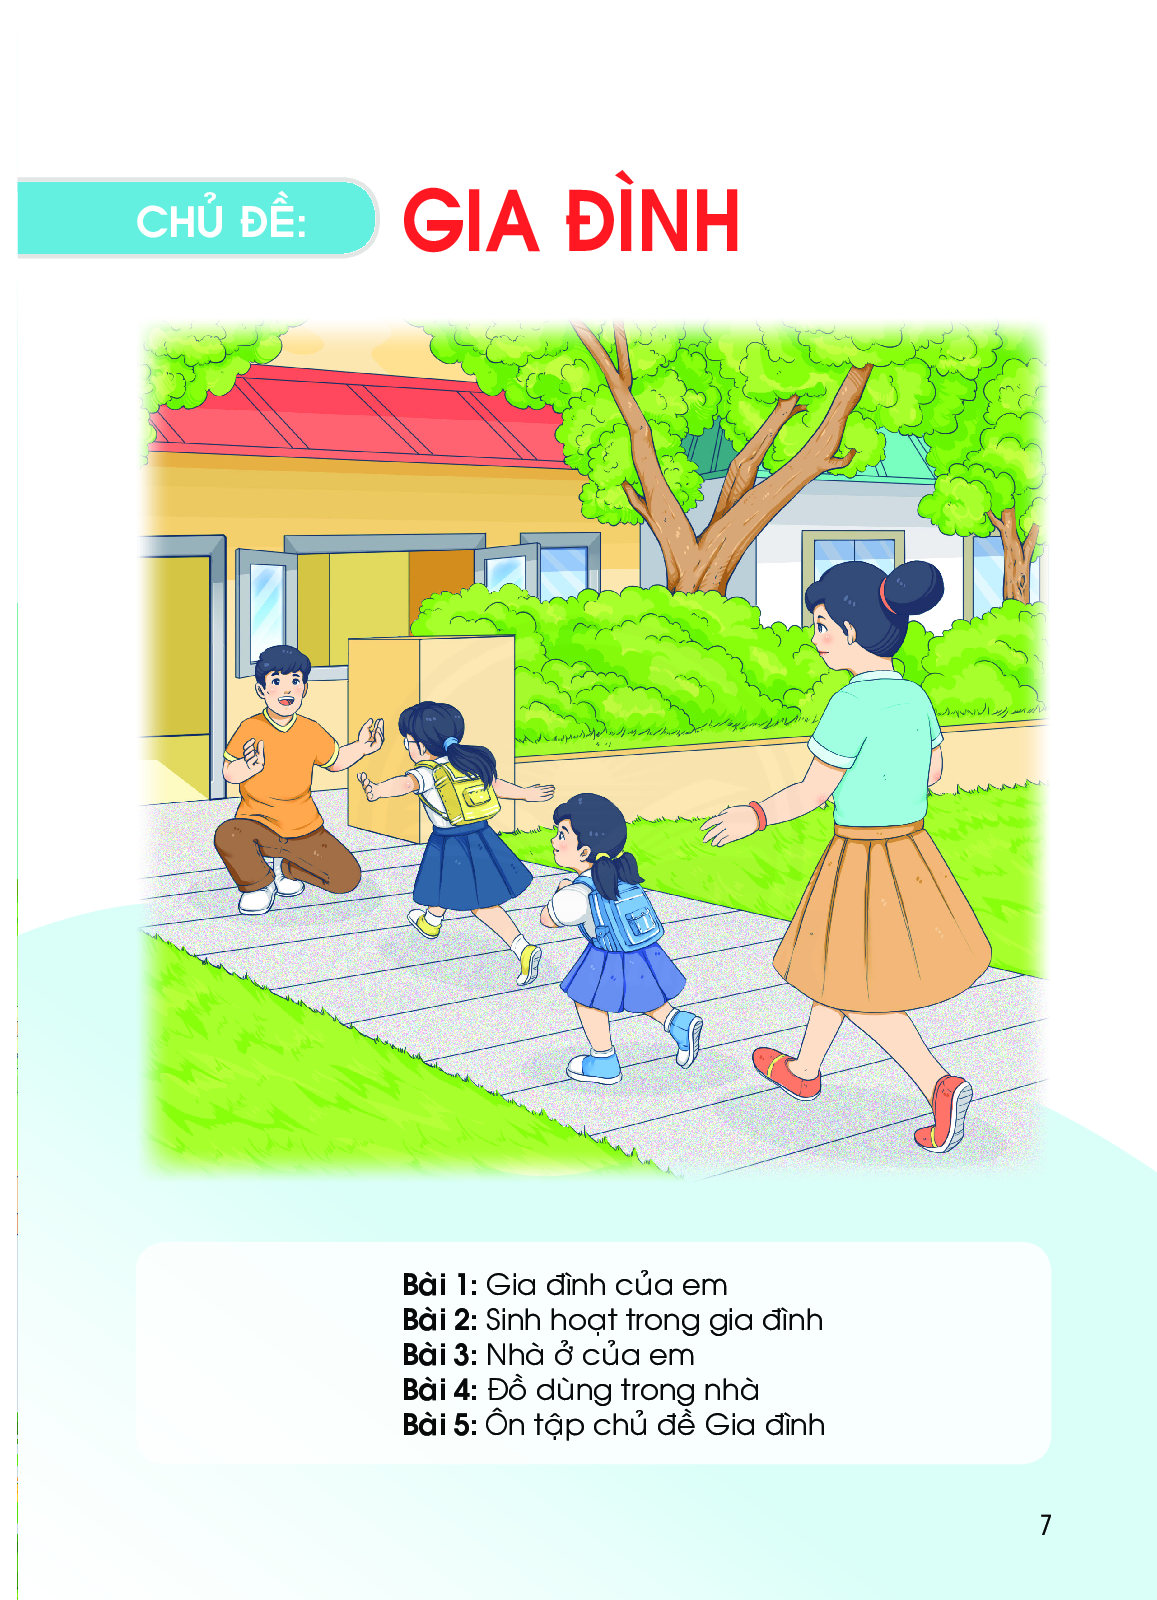 CHỦ ĐỀ: GIA ĐÌNH
Bài 1: Gia đình của em
Bài 2: Sinh hoạt trong gia đình
Bài 3: Nhà ở của em
Bài 4: Đồ dùng trong nhà
Bài 5: Ôn tập chủ đề Gia đình
7